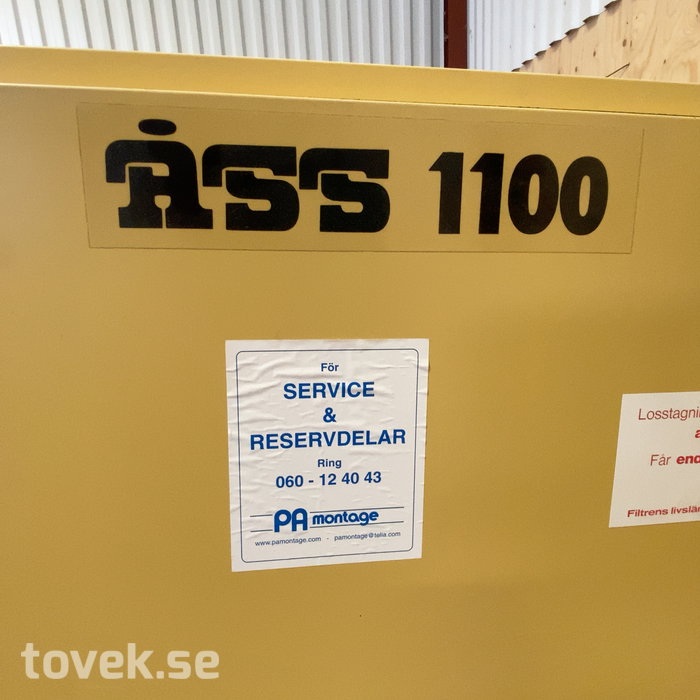 ÅSS 1100
För
SERVICE
&
RESERVDELAR
Ring
060 - 12 40 43
PA montage
www.pamontage.com - pamontage@telia.com
Får
Filtrens
tovek.se